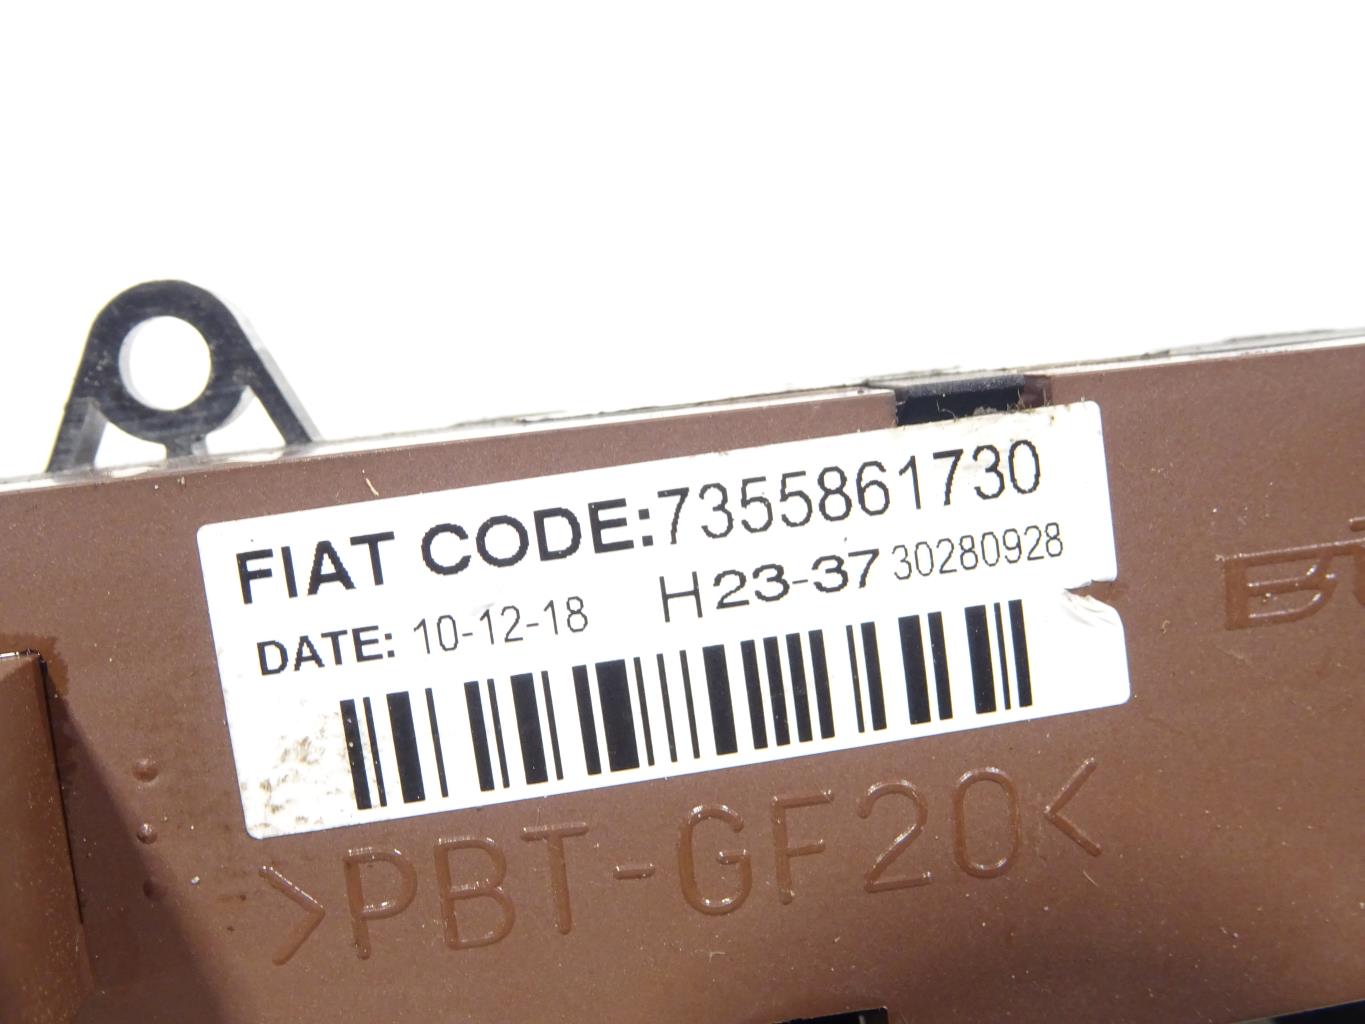 FIAT CODE:7355861730
DATE: 10-12-18 H23-37 30280928
>PBT-GF20<